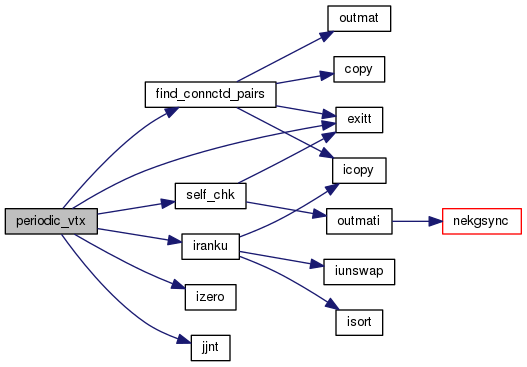 outmat
copy
find_connctd_pairs
exitt
icopy
self_chk
periodic_vtx
outmati
nekgsync
iranku
iunswap
izero
isort
jjnt